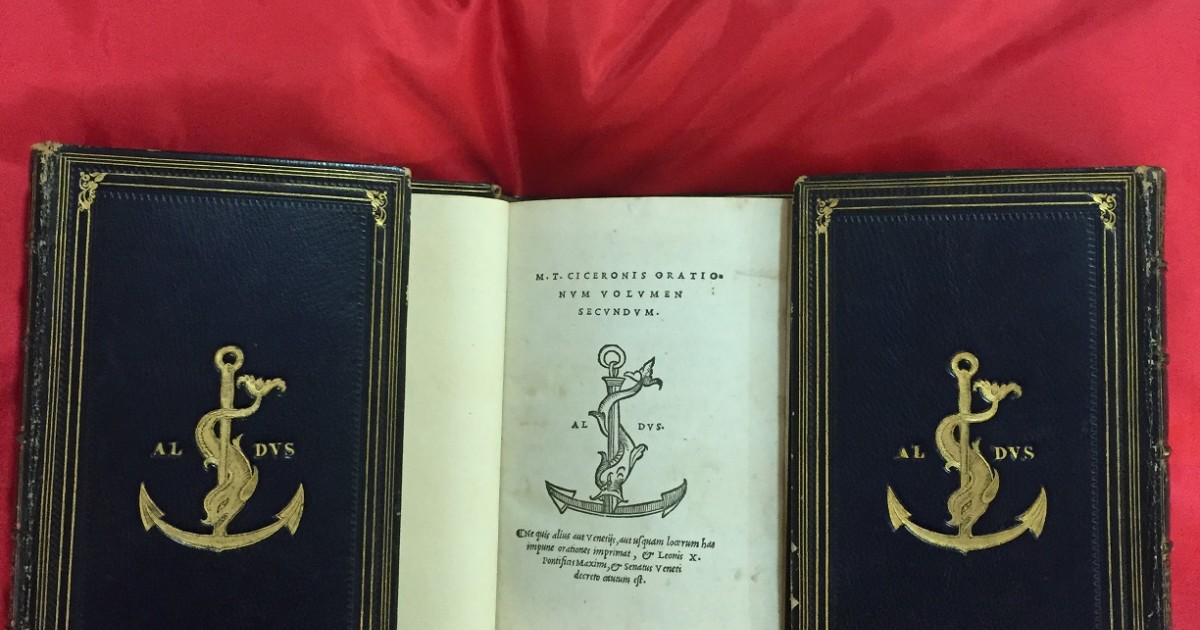 AL DVS
M. T. CICERONIS ORATIO-
NVM VOLVMEN
SECVNDVM.
AL DVS.
Ne quis alius aut Venetijs, aut usquam locorum has
impune orationes imprimat, & Leonis X.
Pontificis Maximi, & Senatus Veneti
decreto cautum est.
AL DVS